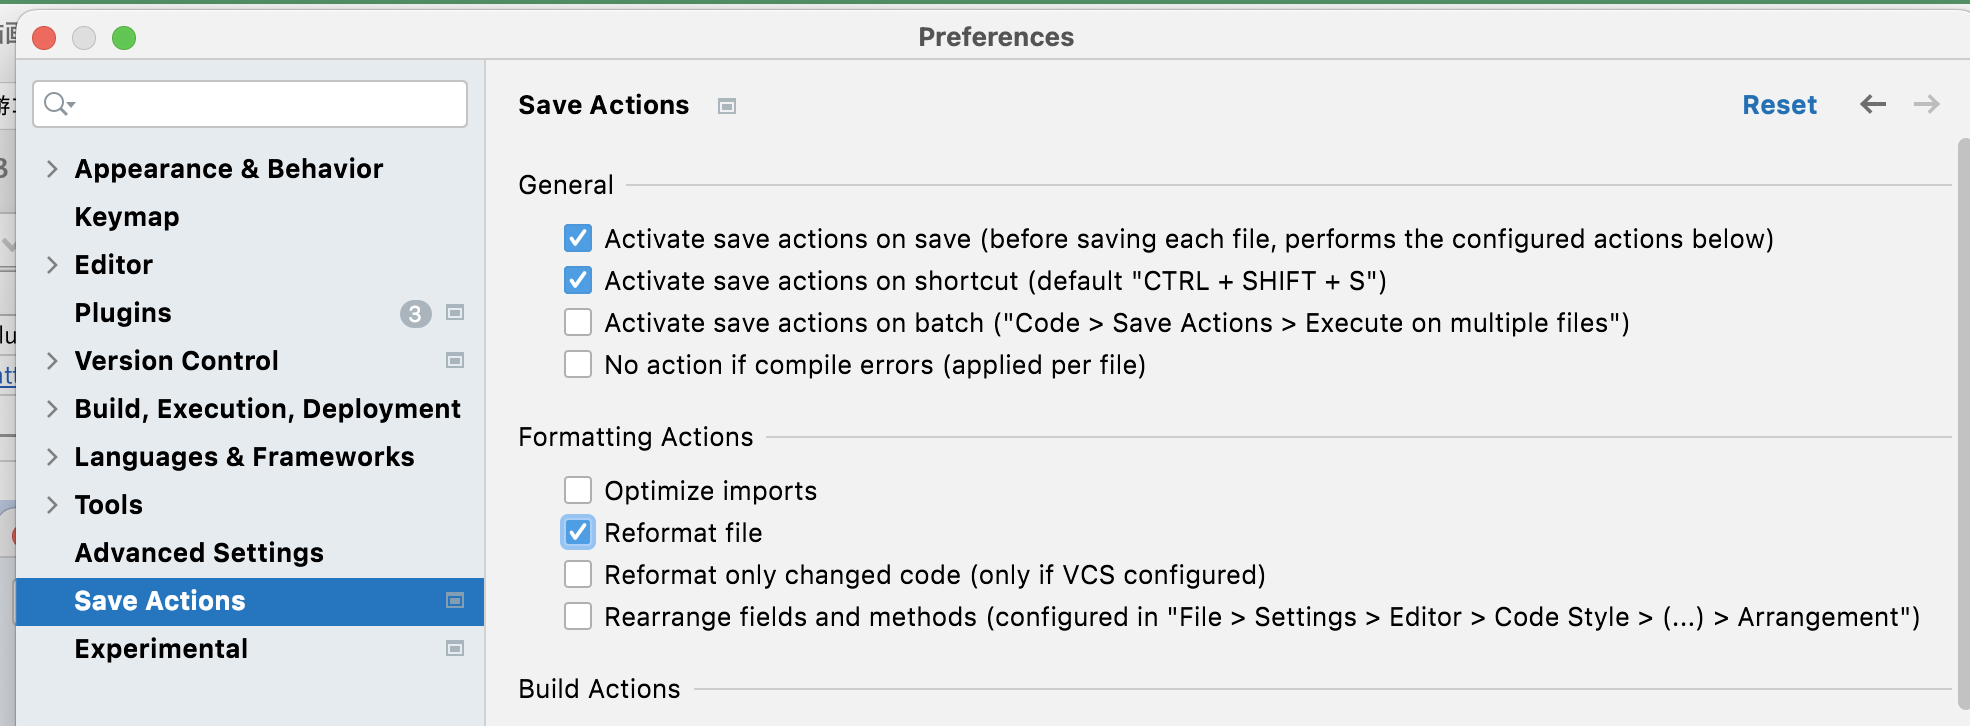 Preferences
Appearance & Behavior
Keymap
Editor
Plugins 3
Version Control
Build, Execution, Deployment
Languages & Frameworks
Tools
Advanced Settings
Save Actions
Experimental
Save Actions
Reset
General
Activate save actions on save (before saving each file, performs the configured actions below)
Activate save actions on shortcut (default "CTRL + SHIFT + S")
Activate save actions on batch ("Code > Save Actions > Execute on multiple files")
No action if compile errors (applied per file)
Formatting Actions
Optimize imports
Reformat file
Reformat only changed code (only if VCS configured)
Rearrange fields and methods (configured in "File > Settings > Editor > Code Style > (...) > Arrangement")
Build Actions